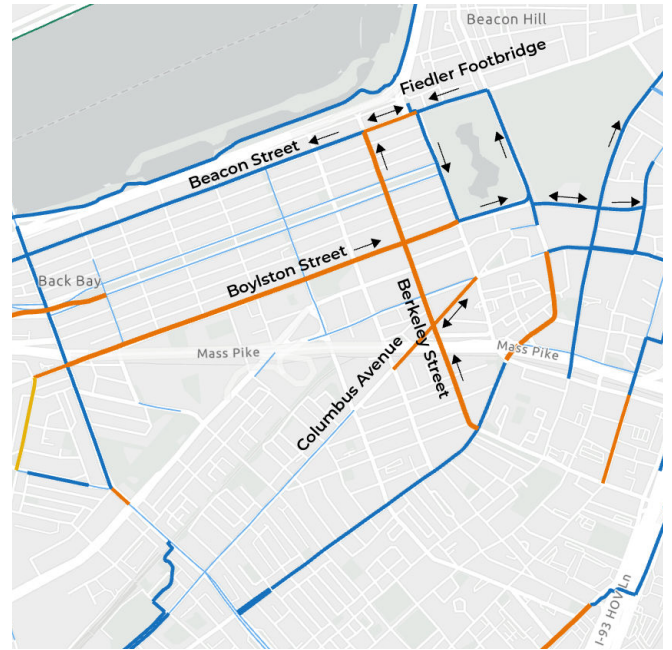 Beacon Hill
Fiedler Footbridge
Beacon Street
Back Bay
Boylston Street
Berkeley Street
Mass Pike
Mass Pike
Columbus Avenue
I-93 HOV Ln